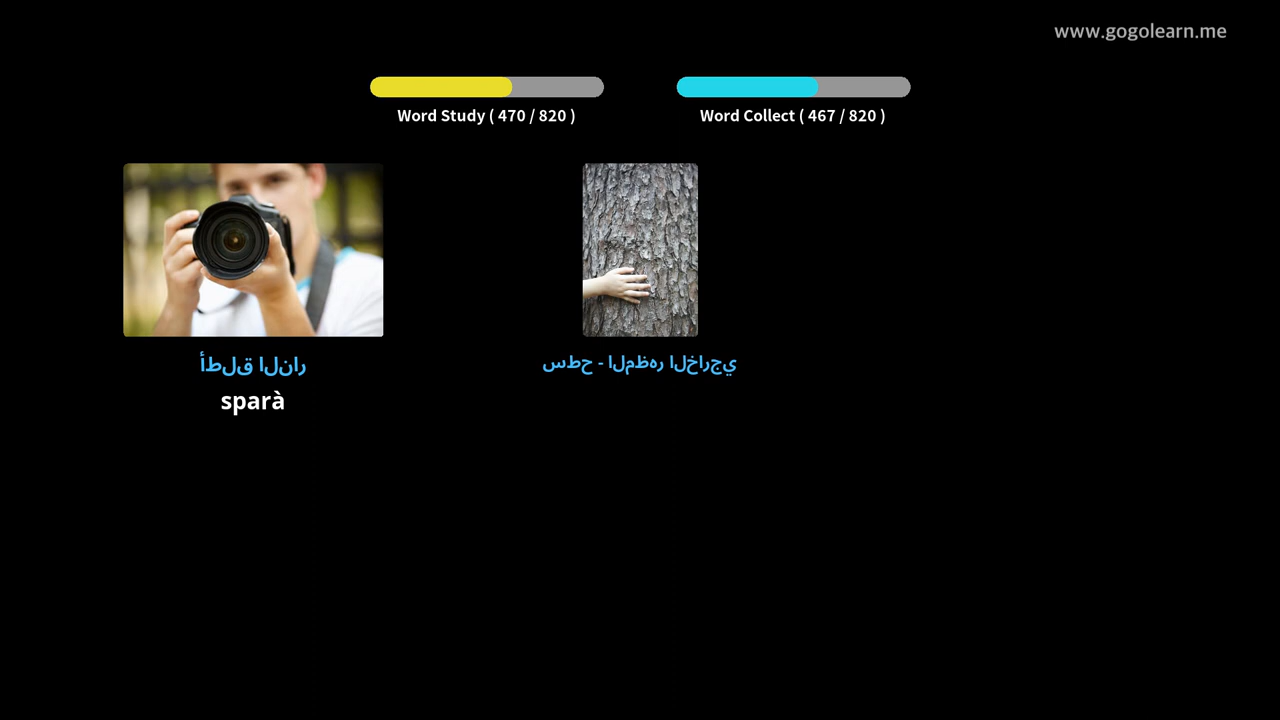 www.gogolearn.me
Word Study ( 470 / 820 )
Word Collect ( 467 / 820 )
أطلق النار
سطح - المظهر الخارجي
sparà